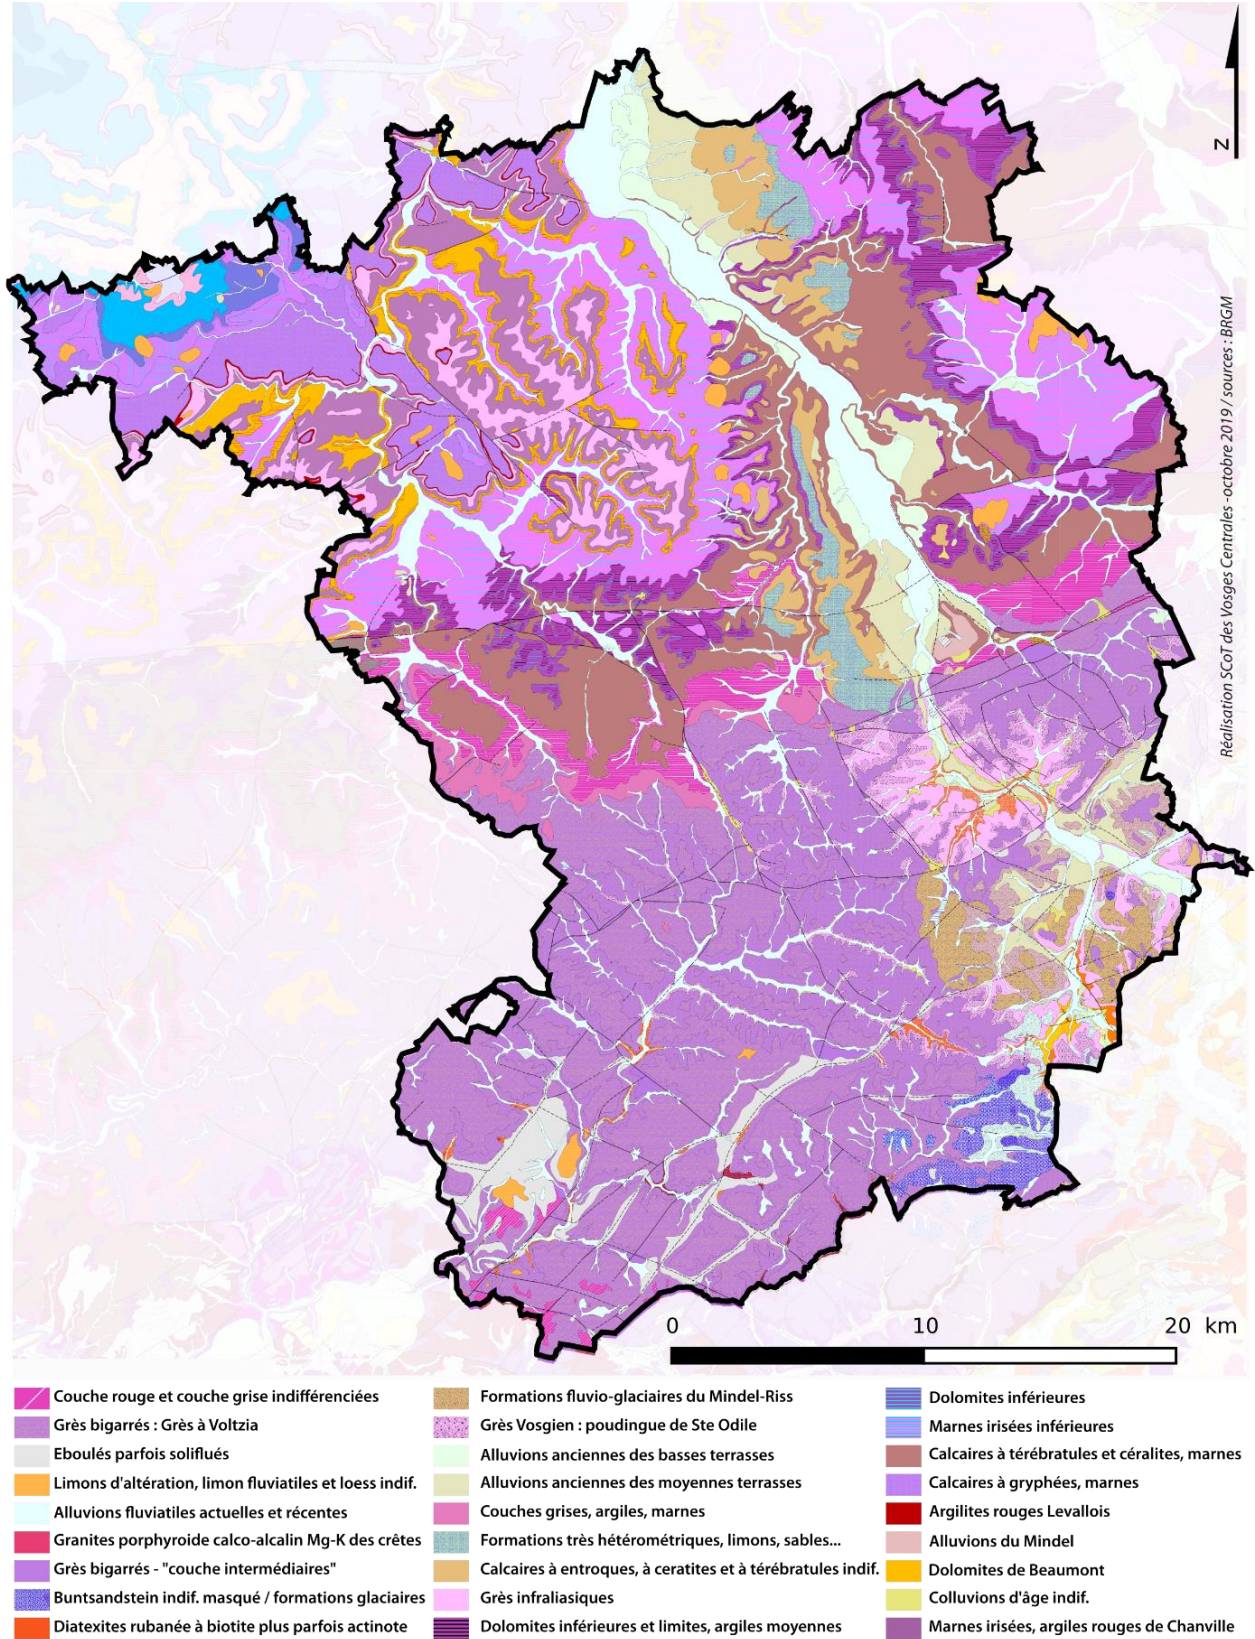 N
Réalisation SCoT des Vosges Centrales - octobre 2019 / sources : BRGM
0 10 20 km
Couche rouge et couche grise indifférenciées
Grès bigarrés : Grès à Voltzia
Eboulés parfois soliflués
Limons d'altération, limon fluviatiles et loess indif.
Alluvions fluviatiles actuelles et récentes
Granites porphyroide calco-alcalin Mg-K des crêtes
Grès bigarrés - "couche intermédiaires"
Buntsandstein indif. masqué / formations glaciaires
Diatexites rubanée à biotite plus parfois actinote
Formations fluvio-glaciaires du Mindel-Riss
Grès Vosgien : poudingue de Ste Odile
Alluvions anciennes des basses terrasses
Alluvions anciennes des moyennes terrasses
Couches grises, argiles, marnes
Formations très hétérométriques, limons, sables...
Calcaires à entroques, à ceratites et à térébratules indif.
Grès infraliasiques
Dolomites inférieures et limites, argiles moyennes
Dolomites inférieures
Marnes irisées inférieures
Calcaires à térébratules et céralites, marnes
Calcaires à gryphées, marnes
Argilites rouges Levallois
Alluvions du Mindel
Dolomites de Beaumont
Colluvions d'âge indif.
Marnes irisées, argiles rouges de Chanville